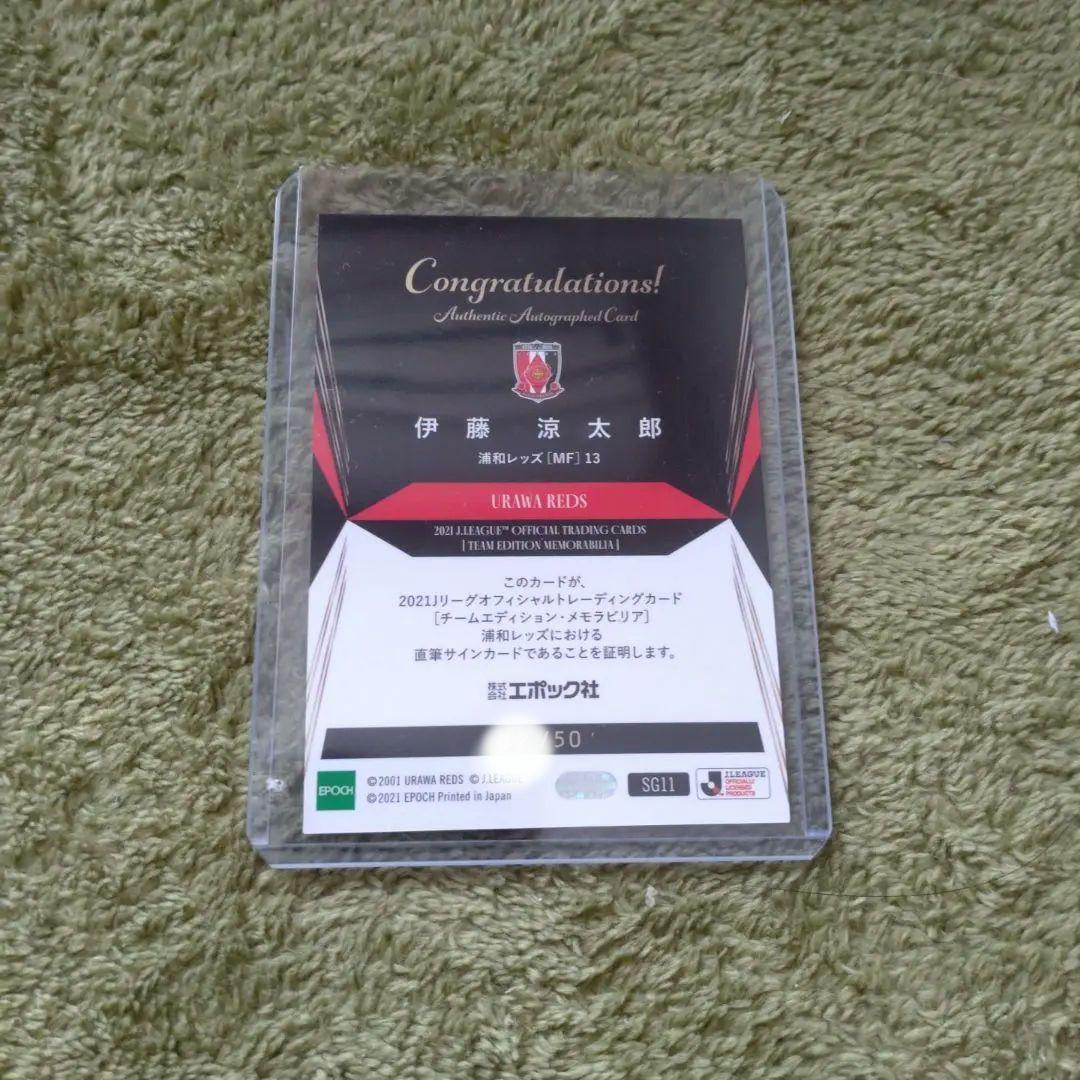 Congratulations!
Authentic Autographed Card
伊藤 涼太郎
浦和レッズ [MF] 13
URAWA REDS
2021 J.LEAGUE™ OFFICIAL TRADING CARDS
[ TEAM EDITION MEMORABILIA ]
このカードが、
2021Jリーグオフィシャルトレーディングカード
[チームエディション・メモラビリア]
浦和レッズにおける
直筆サインカードであることを証明します。
株式会社エポック社
/50
EPOCH
©2001 URAWA REDS © J.LEAGUE
©2021 EPOCH Printed in Japan
SG11
J.LEAGUE
OFFICIALLY
LICENSED
PRODUCTS